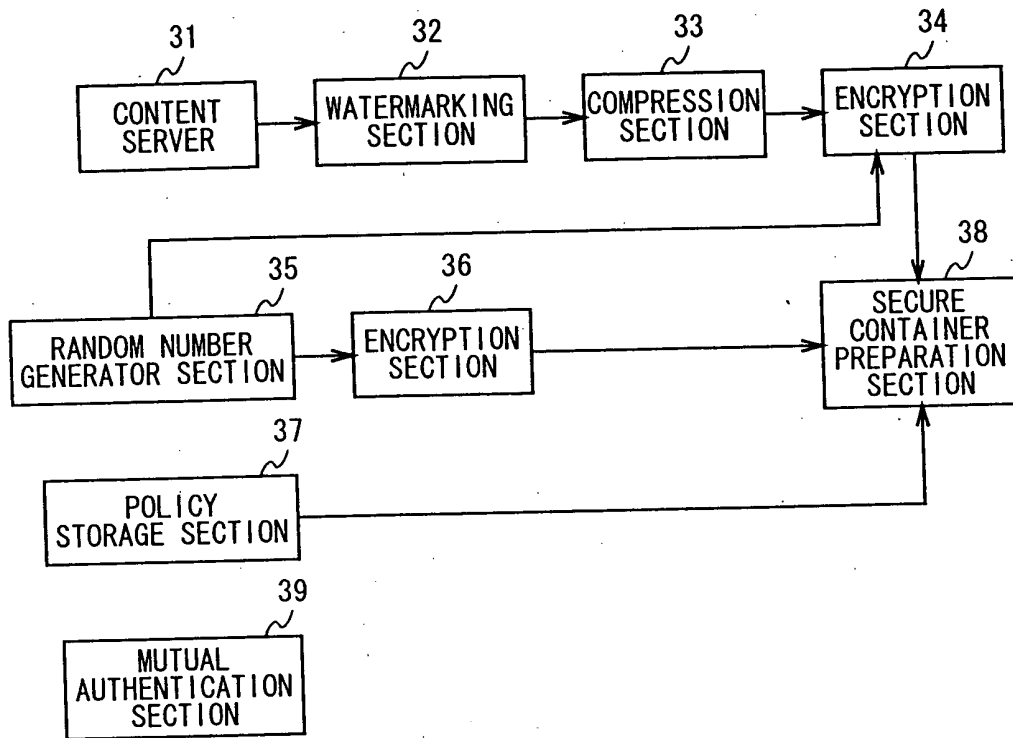 31
32
33
34
CONTENT
SERVER
WATERMARKING
SECTION
COMPRESSION
SECTION
ENCRYPTION
SECTION
35
36
38
RANDOM NUMBER
GENERATOR SECTION
ENCRYPTION
SECTION
SECURE
CONTAINER
PREPARATION
SECTION
37
POLICY
STORAGE SECTION
39
MUTUAL
AUTHENTICATION
SECTION